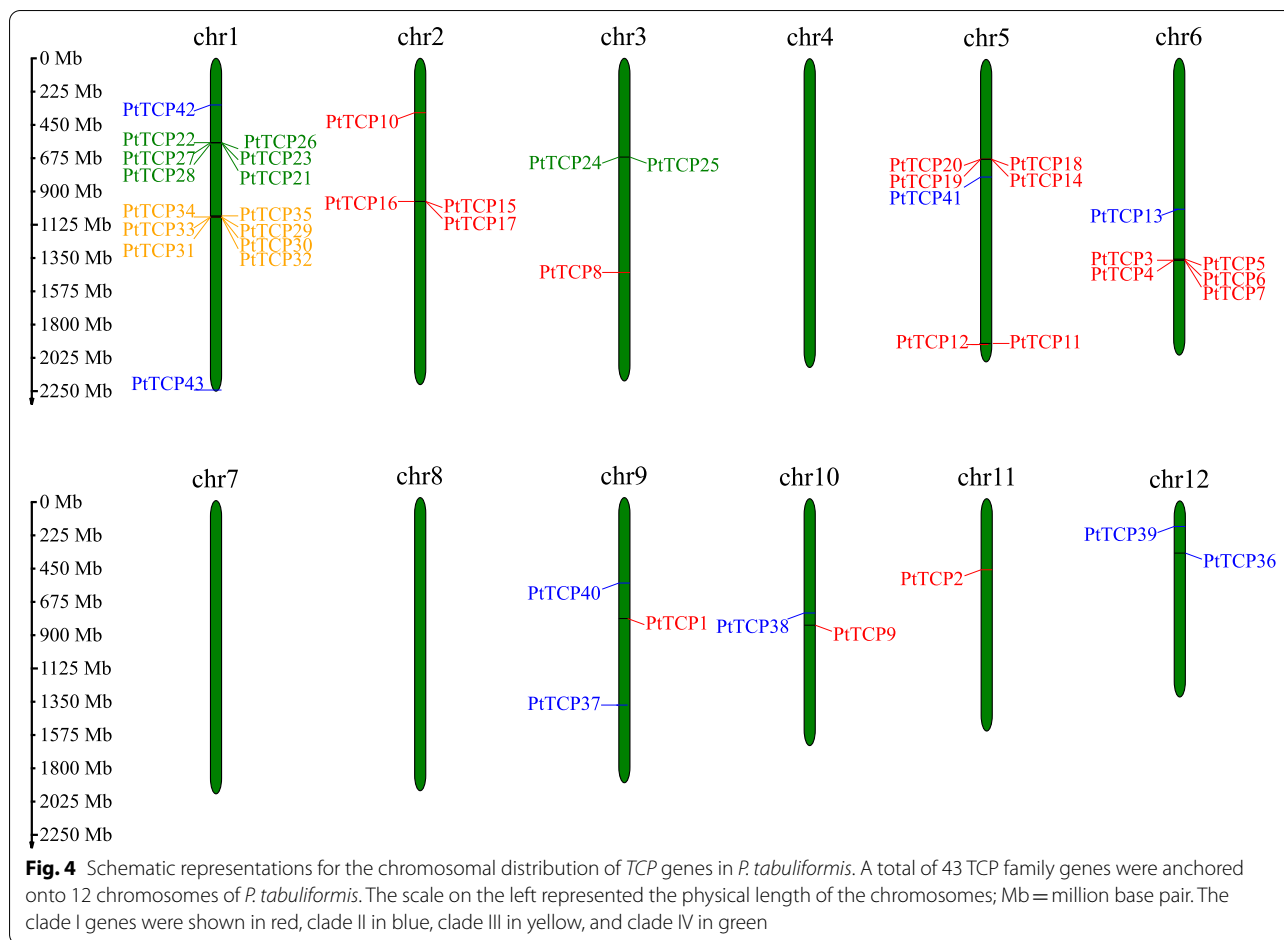 chr1 chr2 chr3 chr4 chr5 chr6
0 Mb
225 Mb
450 Mb
675 Mb
900 Mb
1125 Mb
1350 Mb
1575 Mb
1800 Mb
2025 Mb
2250 Mb
PtTCP42
PtTCP22 PtTCP26
PtTCP27 PtTCP23
PtTCP28 PtTCP21
PtTCP34 PtTCP35
PtTCP33 PtTCP29
PtTCP31 PtTCP30
PtTCP32
PtTCP43
PtTCP10
PtTCP16 PtTCP15
PtTCP17
PtTCP24 PtTCP25
PtTCP8
PtTCP20 PtTCP18
PtTCP19 PtTCP14
PtTCP41
PtTCP12 PtTCP11
PtTCP13
PtTCP3 PtTCP5
PtTCP4 PtTCP6
PtTCP7
chr7 chr8 chr9 chr10 chr11 chr12
0 Mb
225 Mb
450 Mb
675 Mb
900 Mb
1125 Mb
1350 Mb
1575 Mb
1800 Mb
2025 Mb
2250 Mb
PtTCP40
PtTCP1
PtTCP37
PtTCP38 PtTCP9
PtTCP2
PtTCP39
PtTCP36
Fig. 4 Schematic representations for the chromosomal distribution of TCP genes in P. tabuliformis. A total of 43 TCP family genes were anchored
onto 12 chromosomes of P. tabuliformis. The scale on the left represented the physical length of the chromosomes; Mb = million base pair. The
clade I genes were shown in red, clade II in blue, clade III in yellow, and clade IV in green